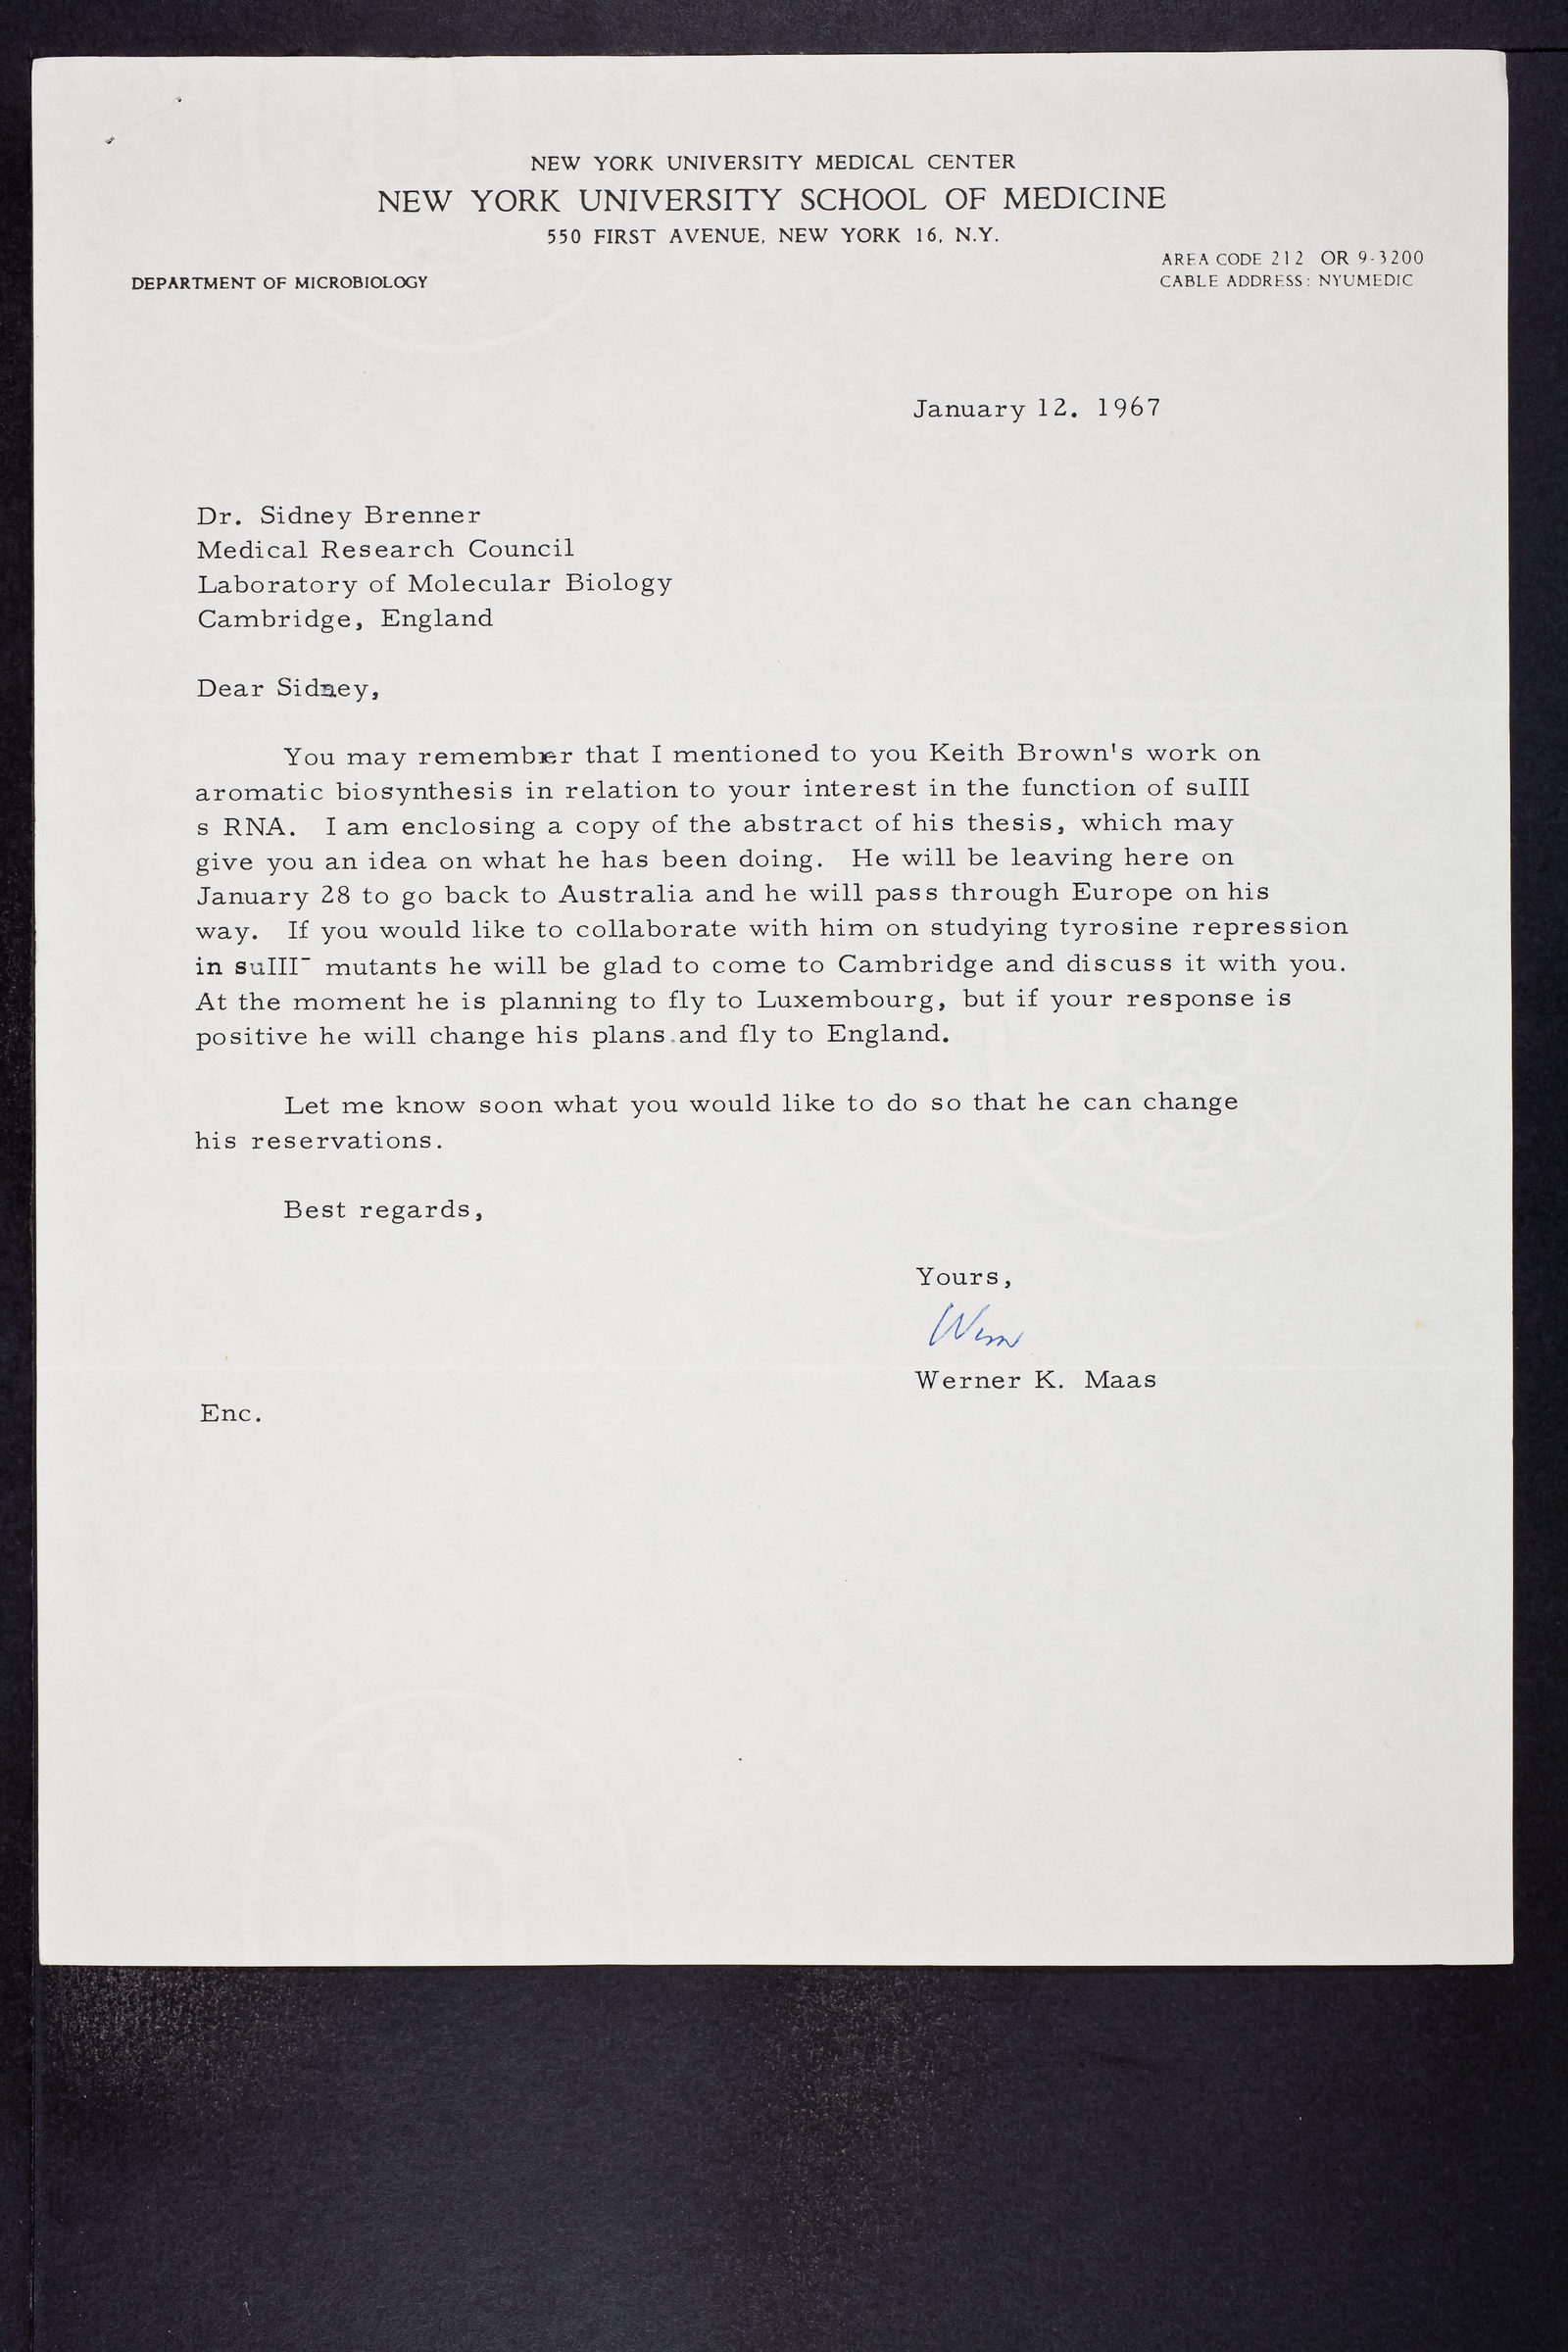 NEW YORK UNIVERSITY MEDICAL CENTER
NEW YORK UNIVERSITY SCHOOL OF MEDICINE
550 FIRST AVENUE, NEW YORK 16, N.Y.
AREA CODE 212 OR 9-3200
DEPARTMENT OF MICROBIOLOGY
CABLE ADDRESS: NYUMEDIC
January 12. 1967
Dr. Sidney Brenner
Medical Research Council
Laboratory of Molecular Biology
Cambridge, England
Dear Sidney,
You may remember that I mentioned to you Keith Brown's work on
aromatic biosynthesis in relation to your interest in the function of suIII
s RNA. I am enclosing a copy of the abstract of his thesis, which may
give you an idea on what he has been doing. He will be leaving here on
January 28 to go back to Australia and he will pass through Europe on his
way. If you would like to collaborate with him on studying tyrosine repression
in suIII⁻ mutants he will be glad to come to Cambridge and discuss it with you.
At the moment he is planning to fly to Luxembourg, but if your response is
positive he will change his plans and fly to England.
Let me know soon what you would like to do so that he can change
his reservations.
Best regards,
Yours,
Werner K. Maas
Enc.